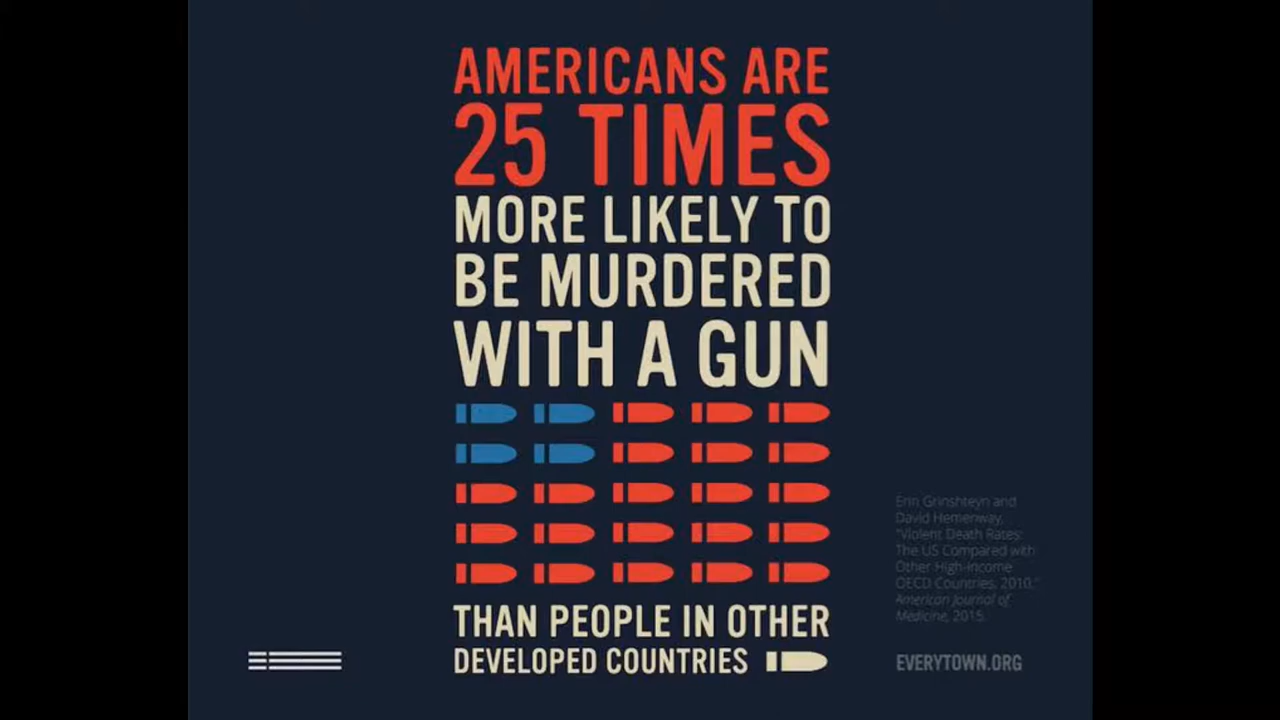 AMERICANS ARE
25 TIMES
MORE LIKELY TO
BE MURDERED
WITH A GUN
THAN PEOPLE IN OTHER
DEVELOPED COUNTRIES
Erin Grinshteyn and
David Hemenway,
"Violent Death Rates:
The US Compared with
Other High-Income
OECD Countries, 2010,"
American Journal of
Medicine, 2015.
EVERYTOWN.ORG